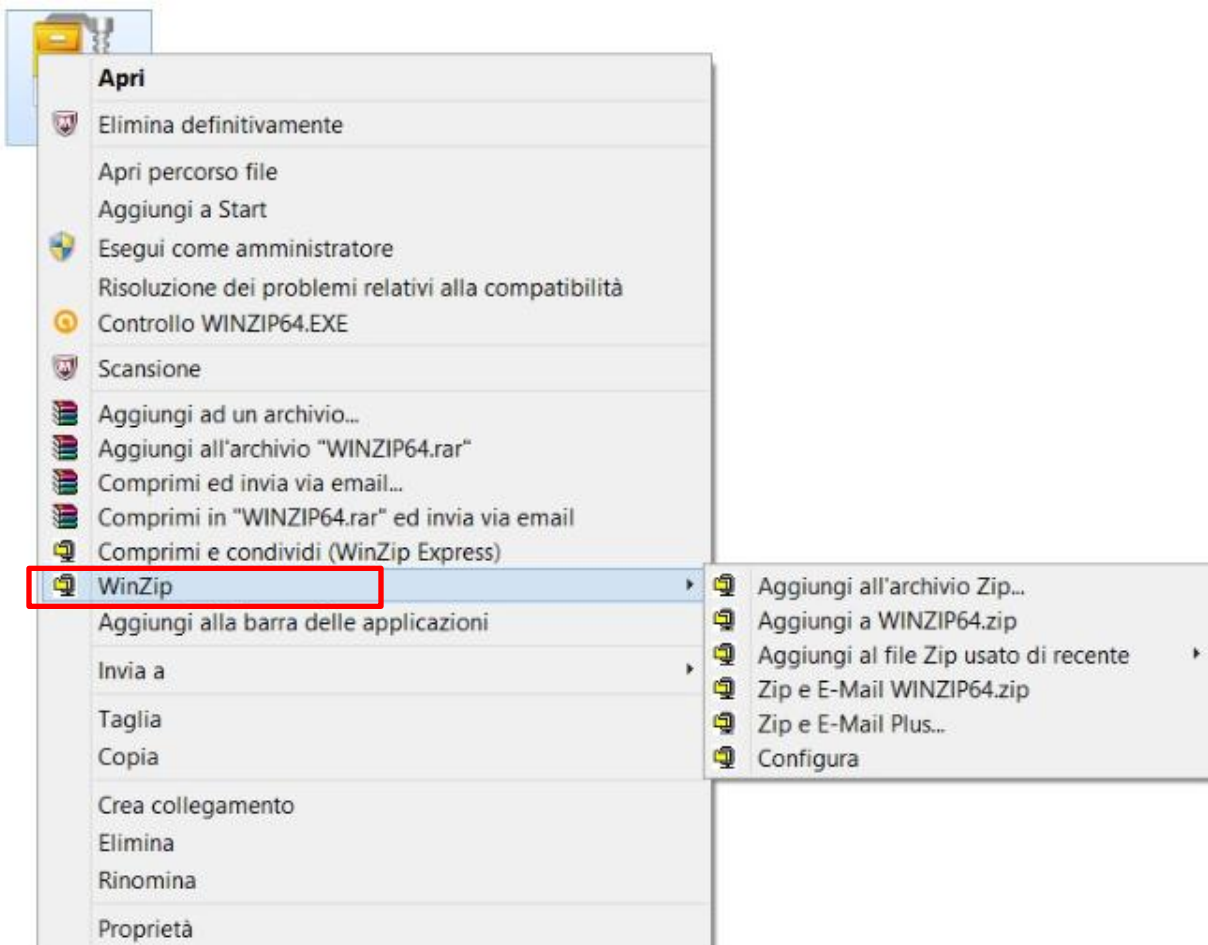 Apri
Elimina definitivamente
Apri percorso file
Aggiungi a Start
Esegui come amministratore
Risoluzione dei problemi relativi alla compatibilità
Controllo WINZIP64.EXE
Scansione
Aggiungi ad un archivio...
Aggiungi all'archivio "WINZIP64.rar"
Comprimi ed invia via email...
Comprimi in "WINZIP64.rar" ed invia via email
Comprimi e condividi (WinZip Express)
WinZip
Aggiungi alla barra delle applicazioni
Invia a
Taglia
Copia
Crea collegamento
Elimina
Rinomina
Proprietà
Aggiungi all'archivio Zip...
Aggiungi a WINZIP64.zip
Aggiungi al file Zip usato di recente
Zip e E-Mail WINZIP64.zip
Zip e E-Mail Plus...
Configura